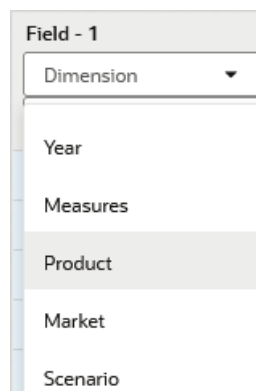 Field - 1
Dimension
Year
Measures
Product
Market
Scenario